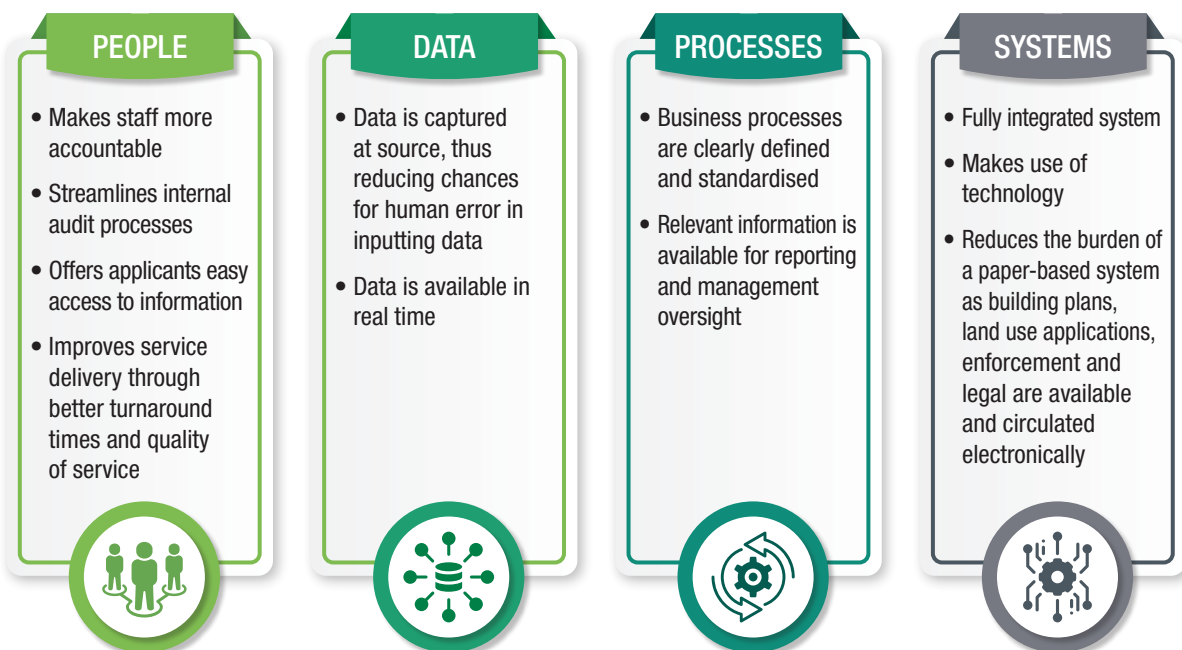 PEOPLE
• Makes staff more
accountable
• Streamlines internal
audit processes
• Offers applicants easy
access to information
• Improves service
delivery through
better turnaround
times and quality
of service
DATA
• Data is captured
at source, thus
reducing chances
for human error in
inputting data
• Data is available in
real time
PROCESSES
• Business processes
are clearly defined
and standardised
• Relevant information is
available for reporting
and management
oversight
SYSTEMS
• Fully integrated system
• Makes use of
technology
• Reduces the burden of
a paper-based system
as building plans,
land use applications,
enforcement and
legal are available
and circulated
electronically